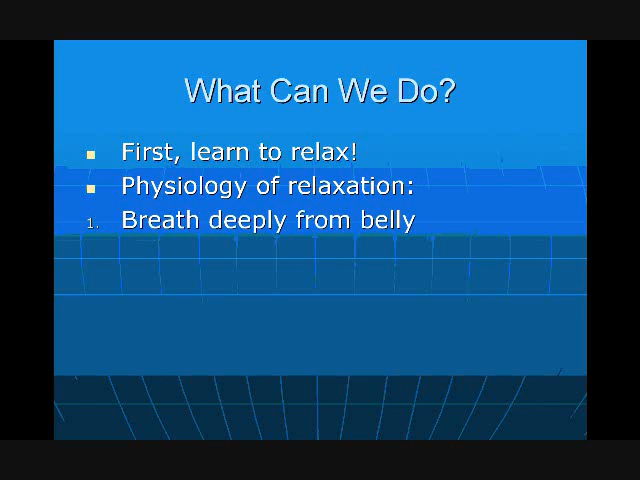 What Can We Do?
First, learn to relax!
Physiology of relaxation:
1. Breath deeply from belly